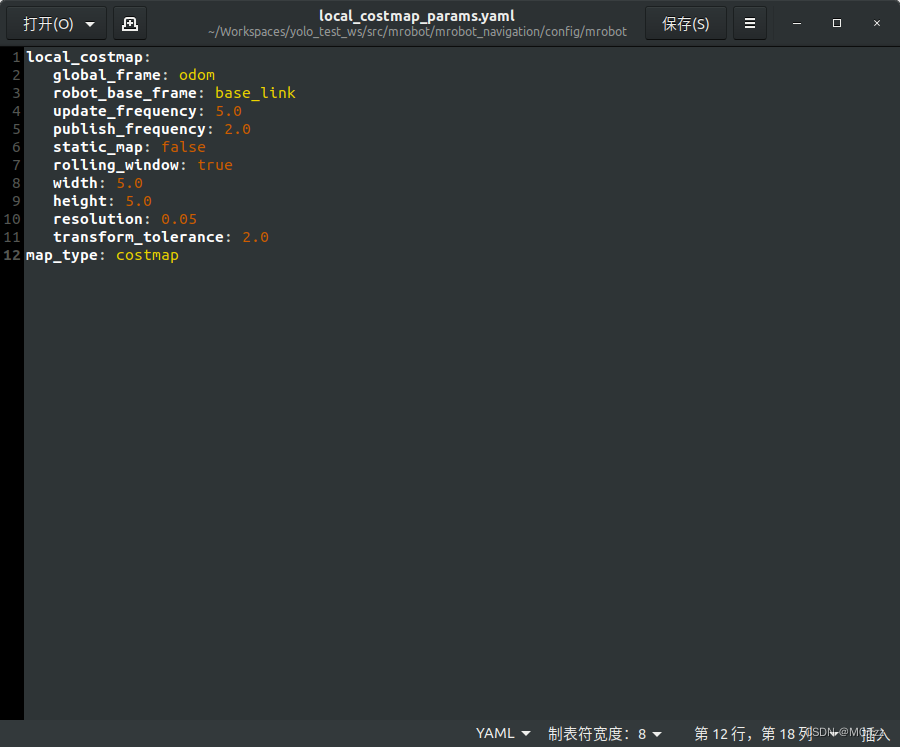 打开(O)
local_costmap_params.yaml
~/Workspaces/yolo_test_ws/src/mrobot/mrobot_navigation/config/mrobot
保存(S)
1 local_costmap:
2 global_frame: odom
3 robot_base_frame: base_link
4 update_frequency: 5.0
5 publish_frequency: 2.0
6 static_map: false
7 rolling_window: true
8 width: 5.0
9 height: 5.0
10 resolution: 0.05
11 transform_tolerance: 2.0
12 map_type: costmap
YAML 制表符宽度：8 第 12 行，第 18 列 插入